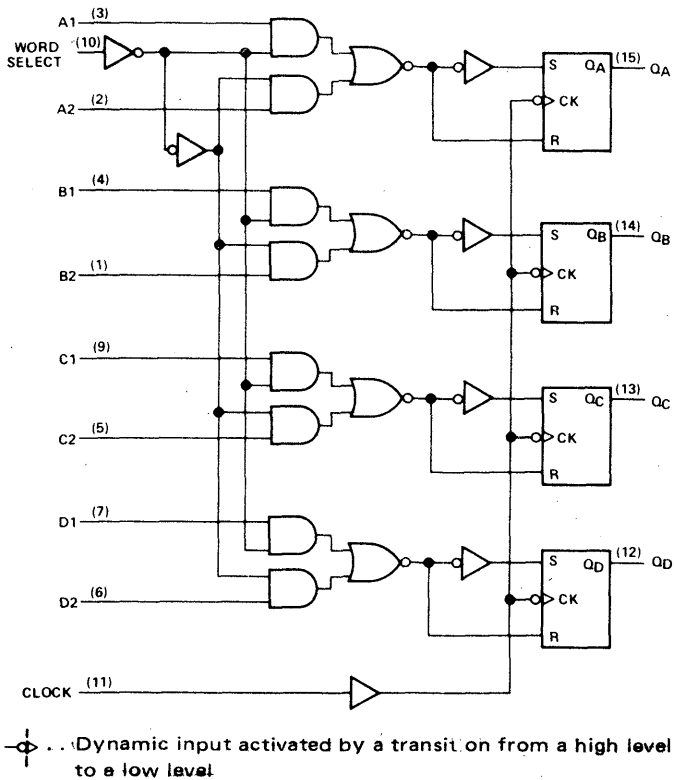 A1 (3)
WORD SELECT (10)
A2 (2)
S QA (15) QA
CK
R
B1 (4)
B2 (1)
S QB (14) QB
CK
R
C1 (9)
C2 (5)
S QC (13) QC
CK
R
D1 (7)
D2 (6)
S QD (12) QD
CK
R
CLOCK (11)
. . Dynamic input activated by a transit on from a high level
to a low level